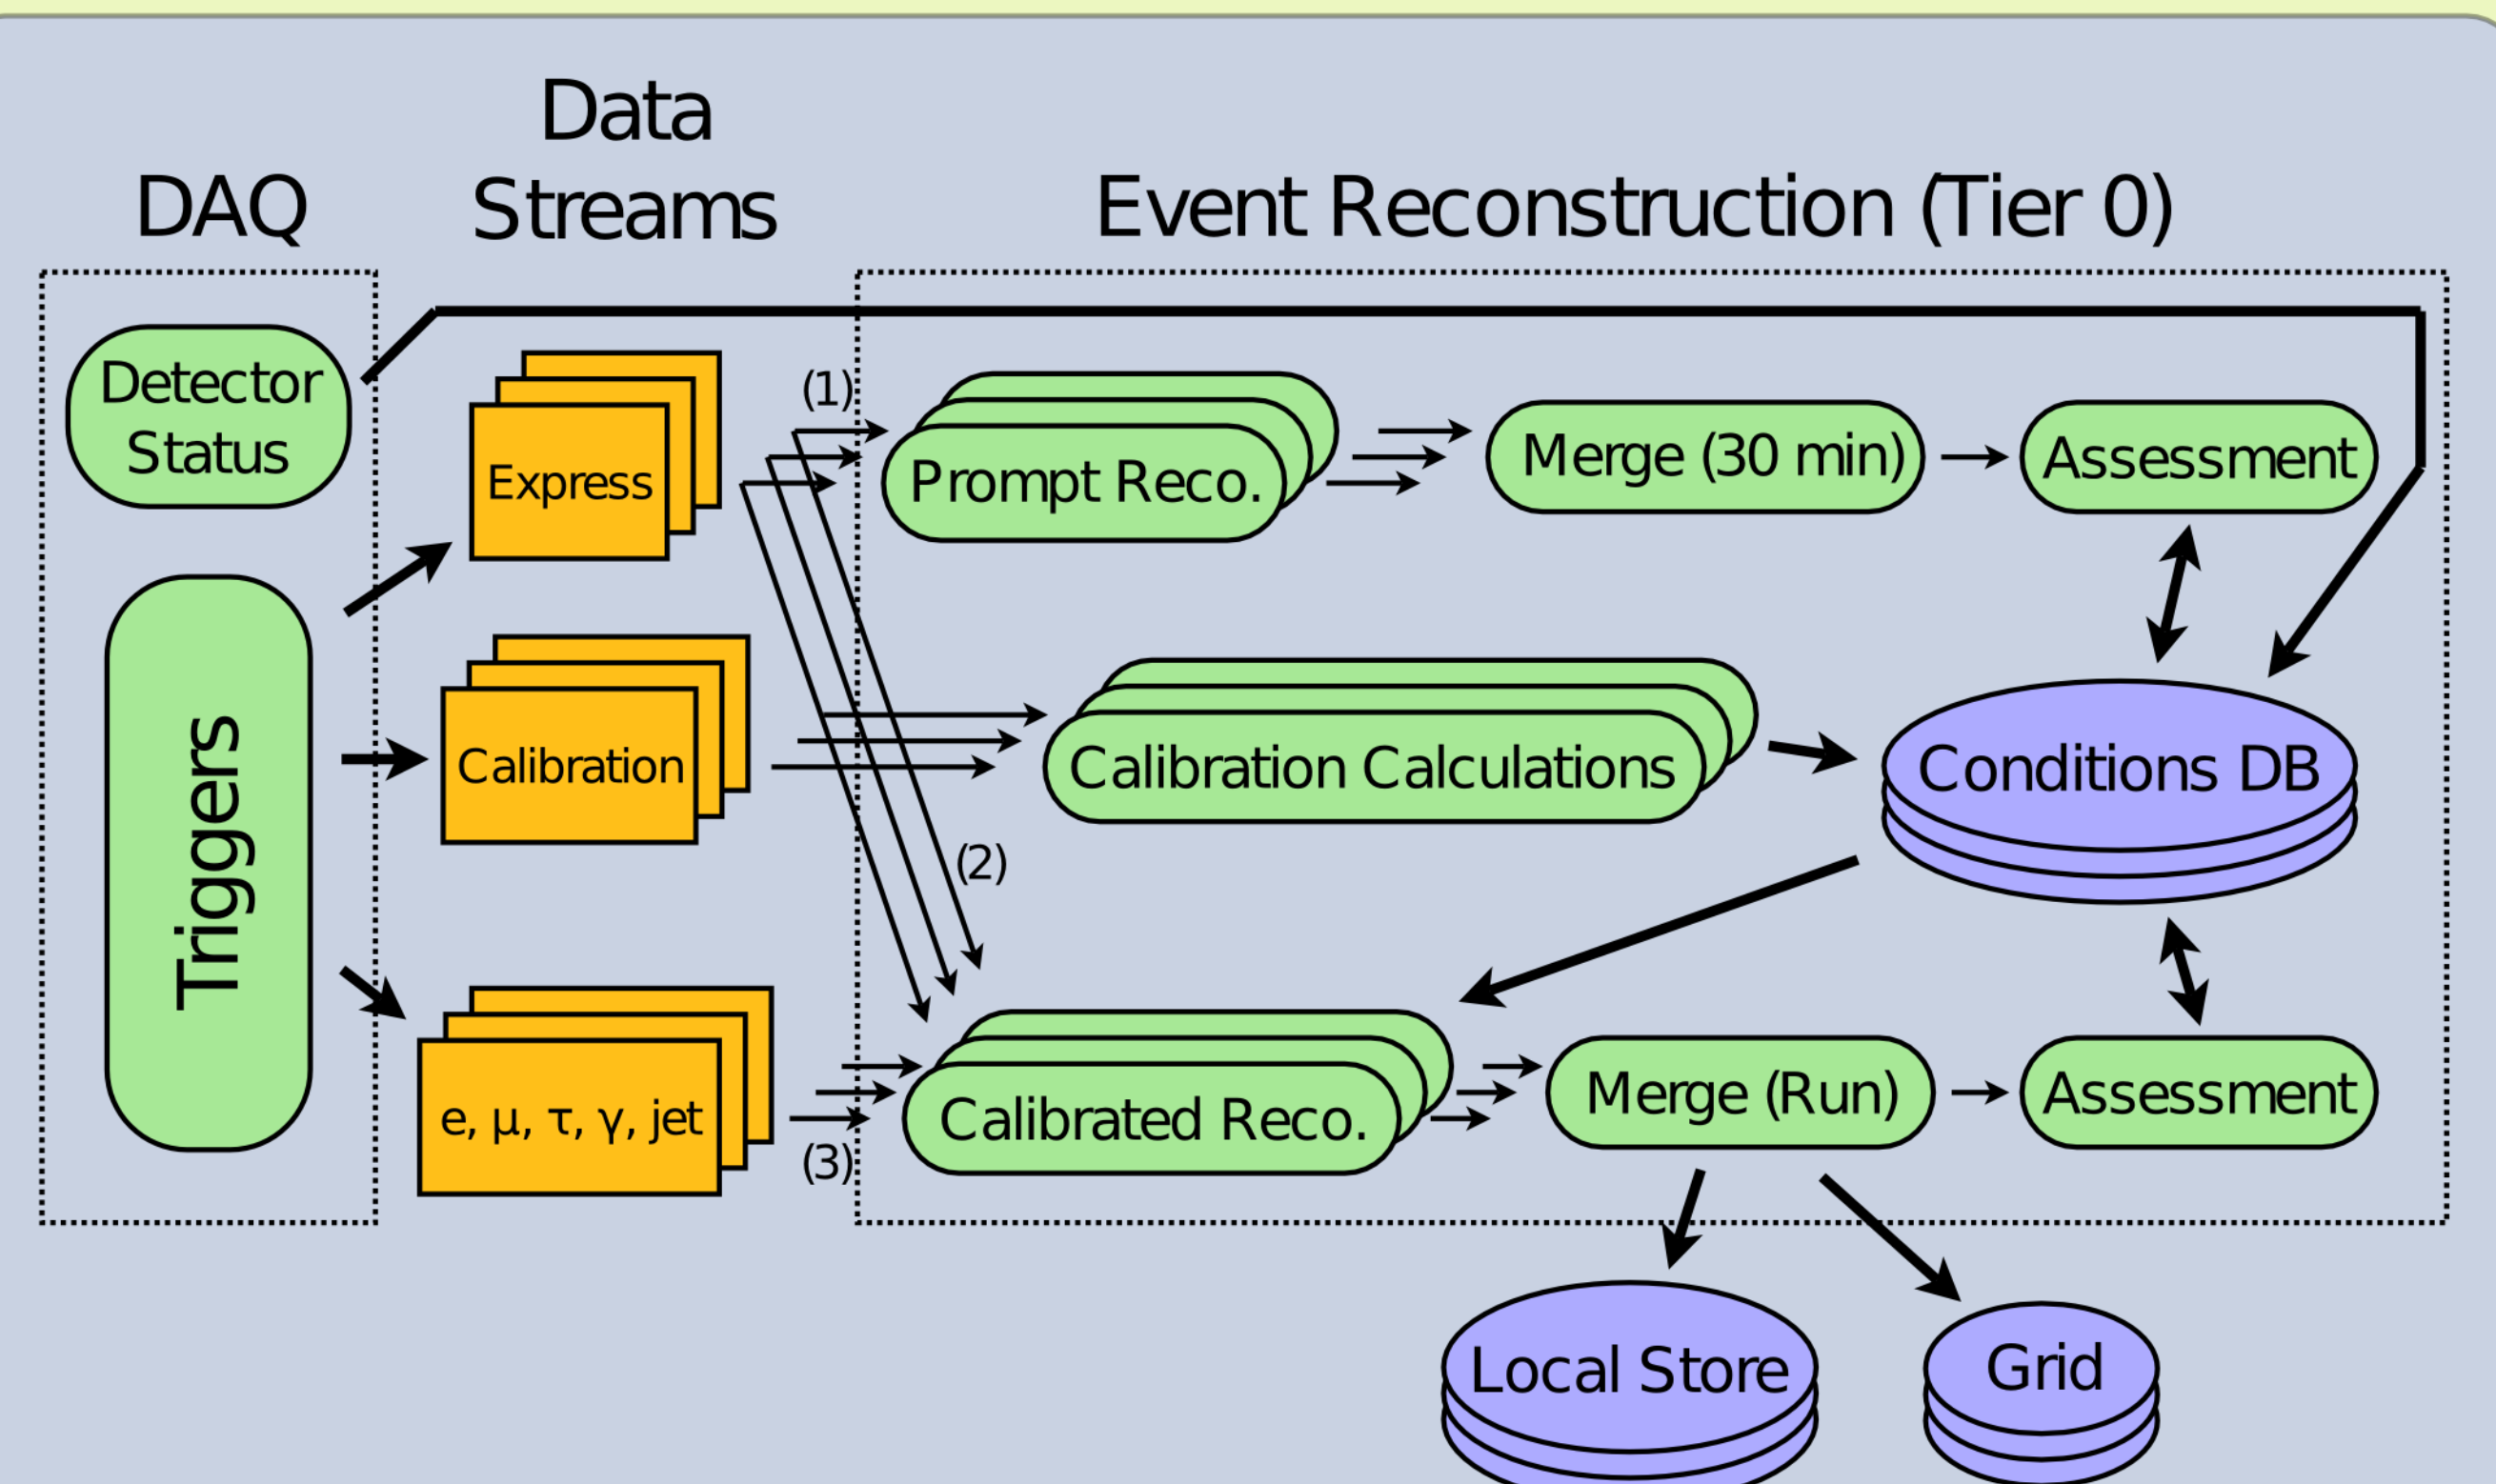 Data
Streams
DAQ
Event Reconstruction (Tier 0)
Detector
Status
Express
(1)
Prompt Reco.
Merge (30 min)
Assessment
Triggers
Calibration
Calibration Calculations
Conditions DB
(2)
e, μ, τ, γ, jet
(3)
Calibrated Reco.
Merge (Run)
Assessment
Local Store
Grid